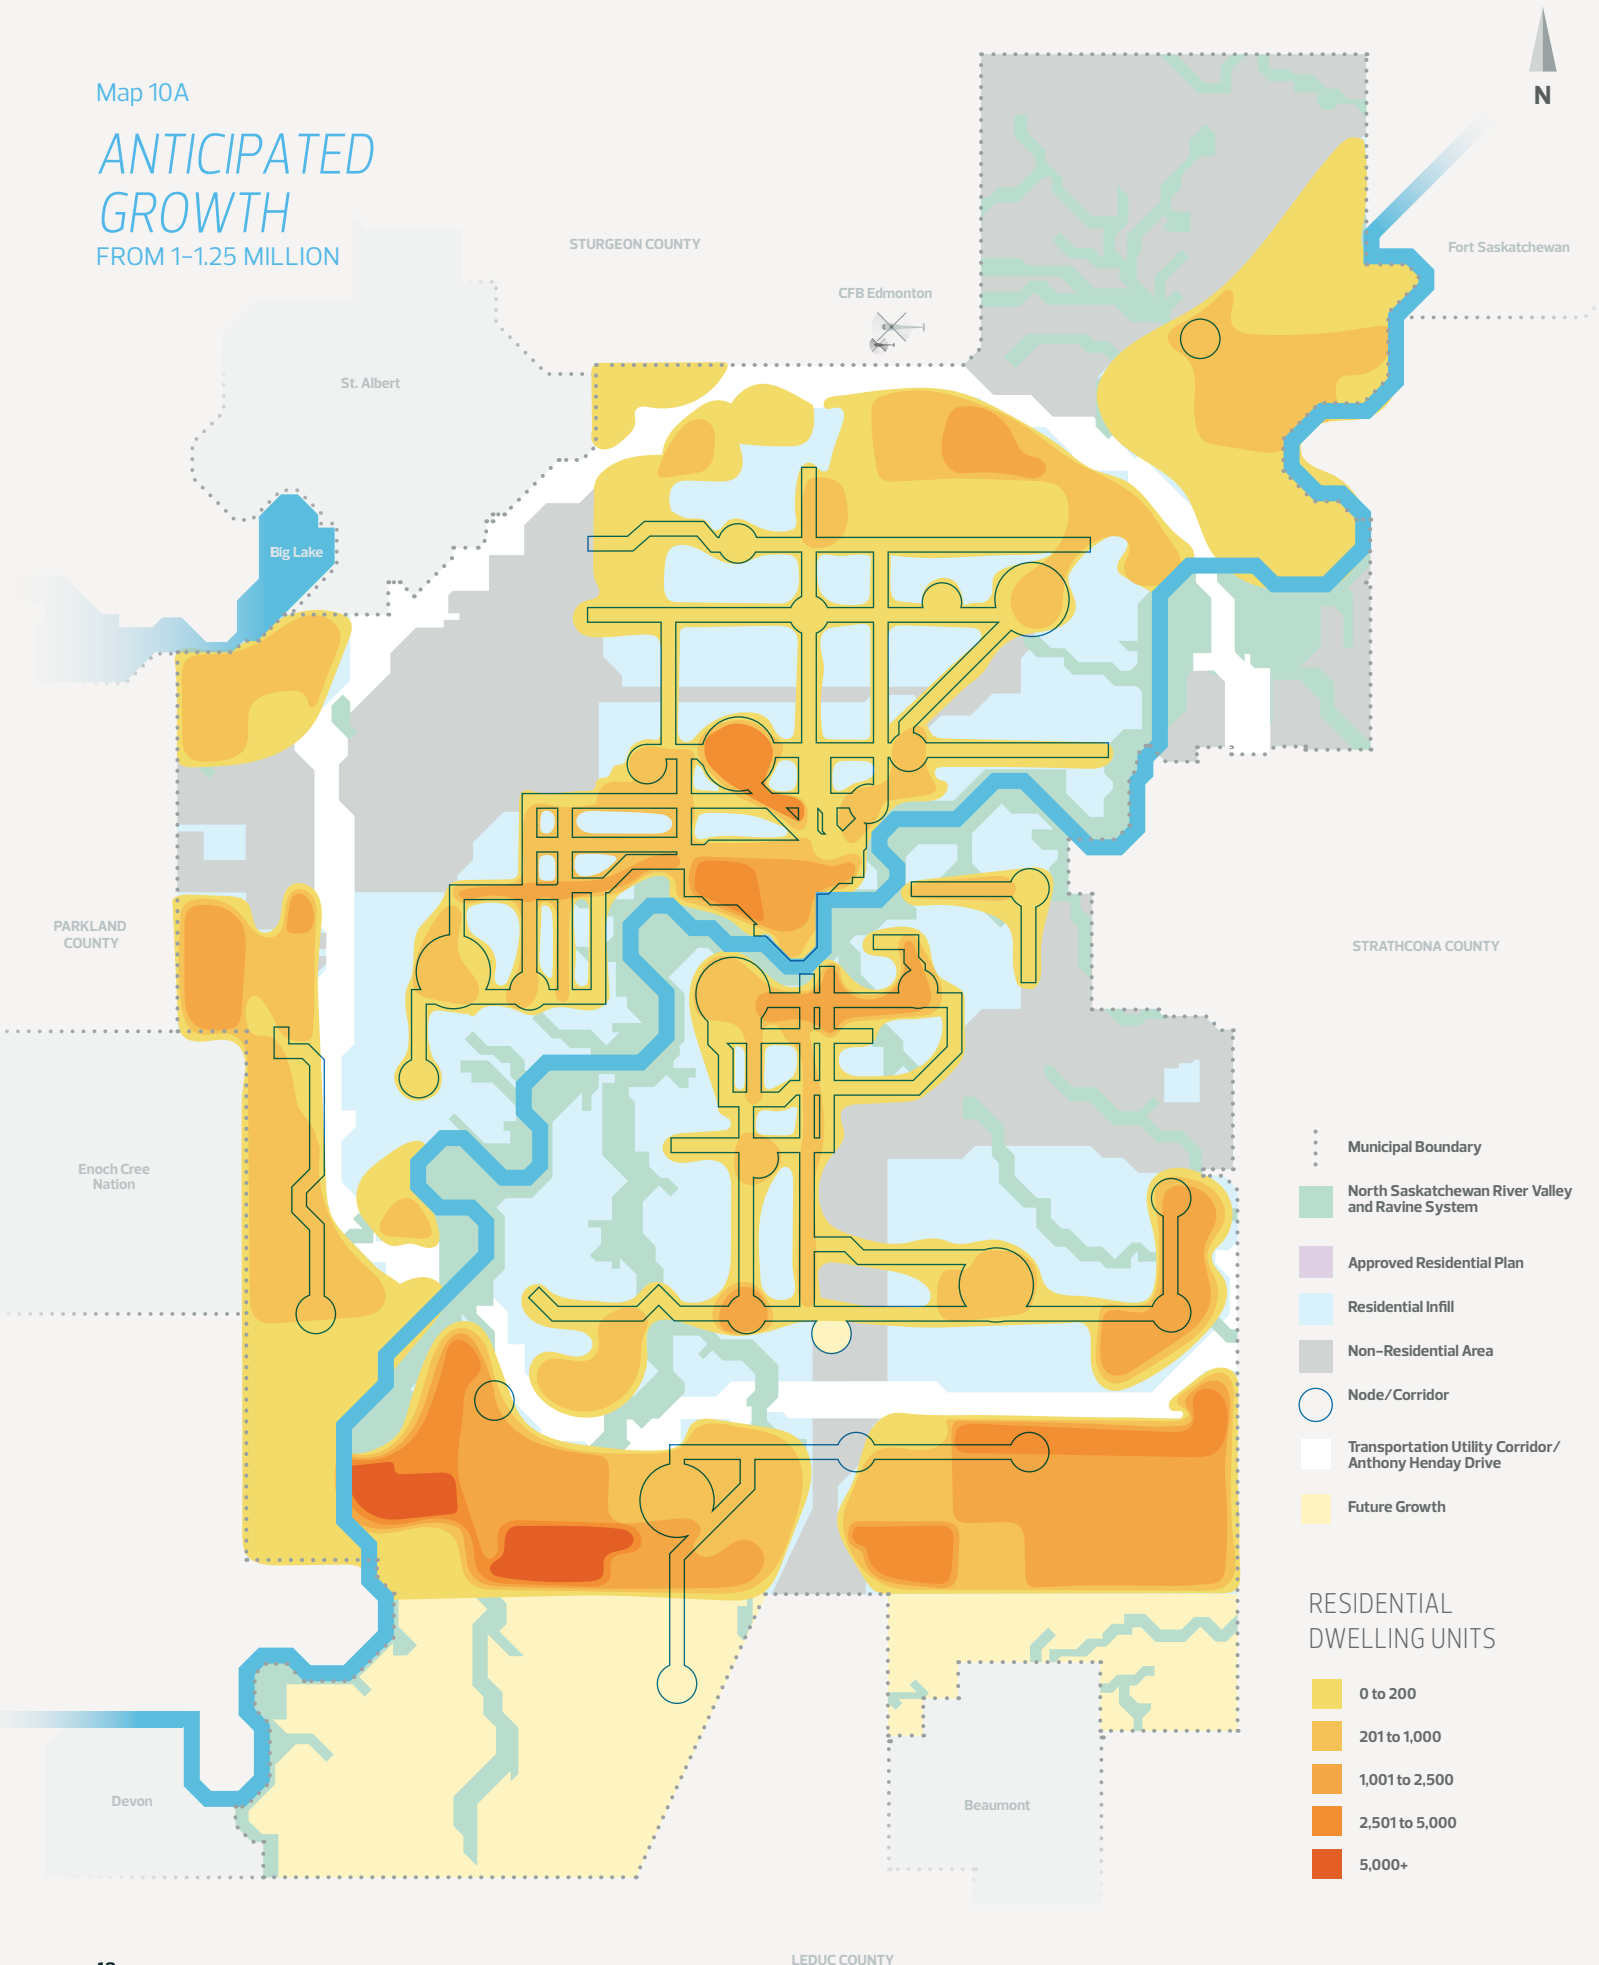 Map 10A
ANTICIPATED
GROWTH
FROM 1–1.25 MILLION
N
STURGEON COUNTY
Fort Saskatchewan
CFB Edmonton
St. Albert
Big Lake
PARKLAND
COUNTY
STRATHCONA COUNTY
Enoch Cree
Nation
Municipal Boundary
North Saskatchewan River Valley
and Ravine System
Approved Residential Plan
Residential Infill
Non–Residential Area
Node/Corridor
Transportation Utility Corridor/
Anthony Henday Drive
Future Growth
RESIDENTIAL
DWELLING UNITS
0 to 200
201 to 1,000
1,001 to 2,500
2,501 to 5,000
5,000+
Devon
Beaumont
LEDUC COUNTY